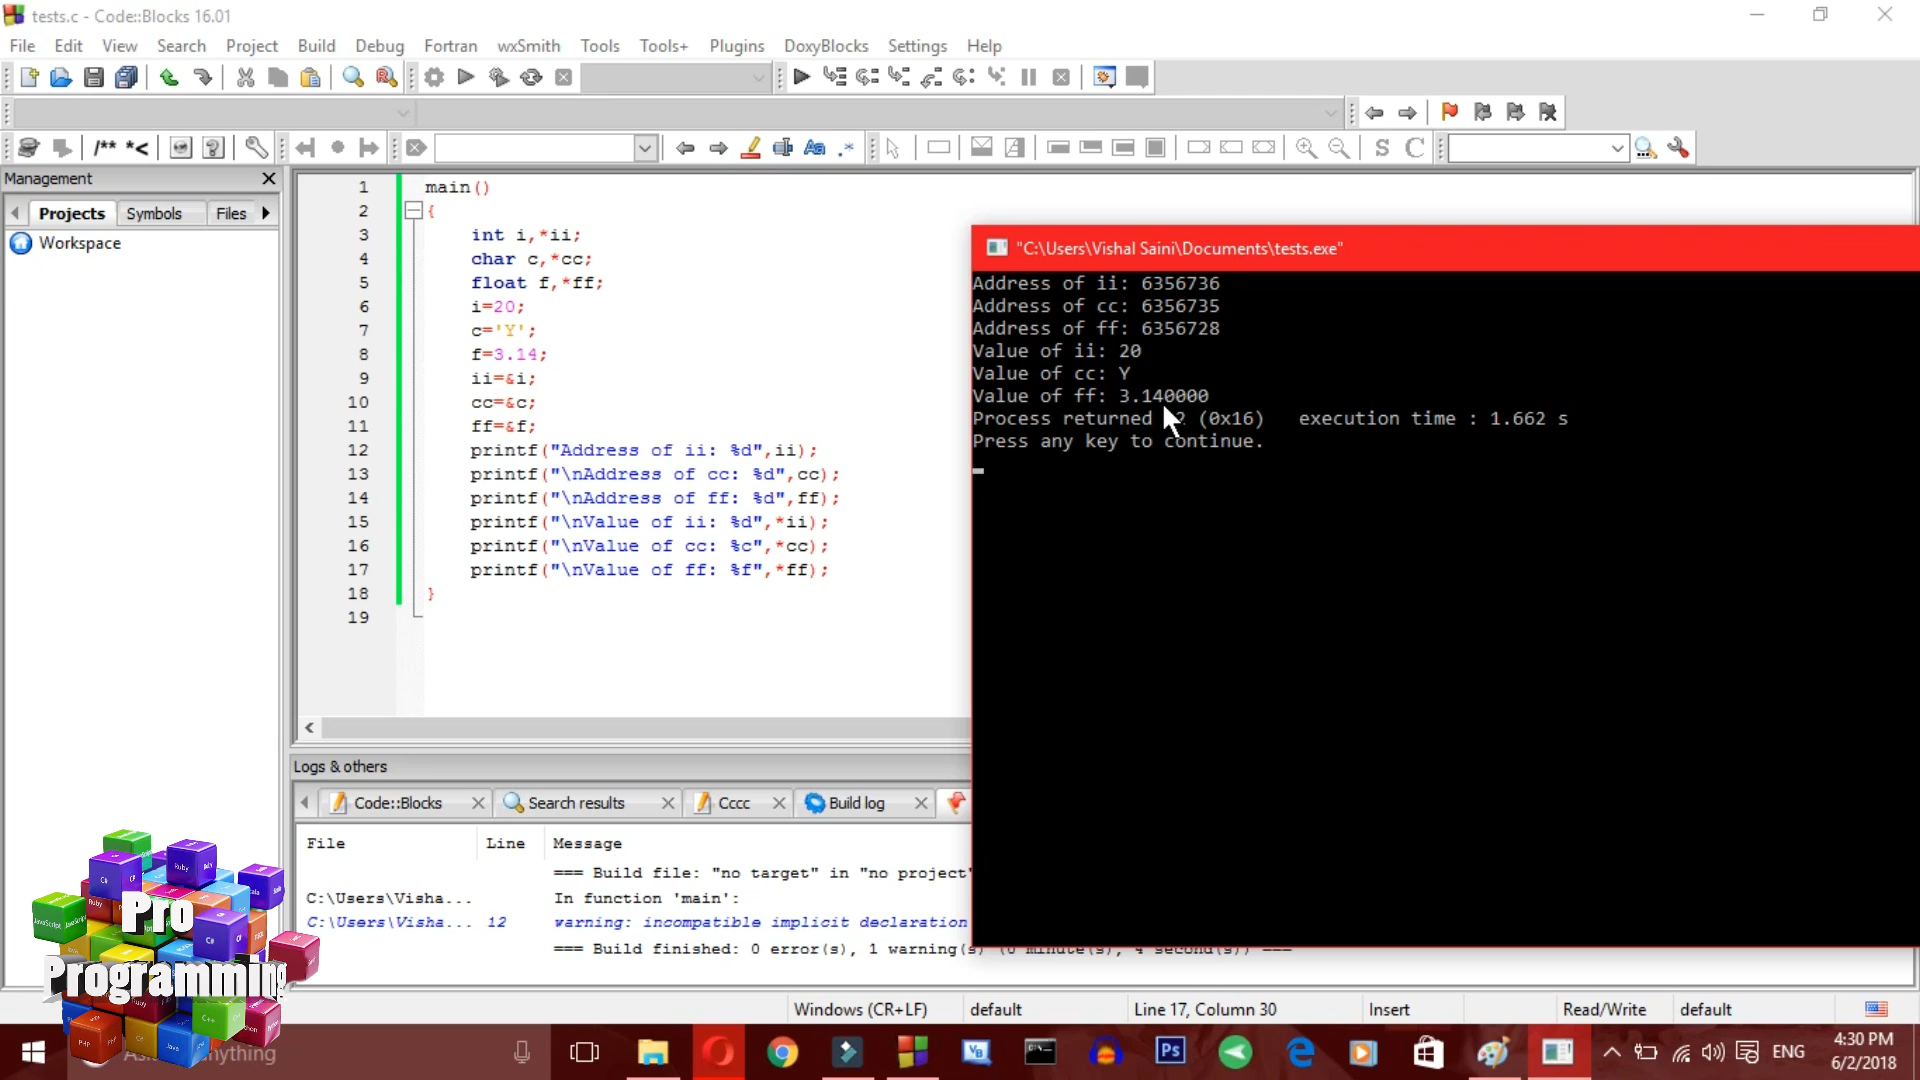 tests.c - Code::Blocks 16.01
File Edit View Search Project Build Debug Fortran wxSmith Tools Tools+ Plugins DoxyBlocks Settings Help
/** *<
S C
Management
Projects Symbols Files
Workspace
1 main()
2 {
3 int i,*ii;
4 char c,*cc;
5 float f,*ff;
6 i=20;
7 c='Y';
8 f=3.14;
9 ii=&i;
10 cc=&c;
11 ff=&f;
12 printf("Address of ii: %d",ii);
13 printf("\nAddress of cc: %d",cc);
14 printf("\nAddress of ff: %d",ff);
15 printf("\nValue of ii: %d",*ii);
16 printf("\nValue of cc: %c",*cc);
17 printf("\nValue of ff: %f",*ff);
18 }
19
"C:\Users\Vishal Saini\Documents\tests.exe"
Address of ii: 6356736
Address of cc: 6356735
Address of ff: 6356728
Value of ii: 20
Value of cc: Y
Value of ff: 3.140000
Process returned 22 (0x16) execution time : 1.662 s
Press any key to continue.
Logs & others
Code::Blocks Search results Cccc Build log
File Line Message
=== Build file: "no target" in "no project"
C:\Users\Visha... In function 'main':
C:\Users\Visha... 12 warning: incompatible implicit declaration
=== Build finished: 0 error(s), 1 warning(s) (0 minute(s), 4 second(s)) ===
Windows (CR+LF) default Line 17, Column 30 Insert Read/Write default
Pro
Programming
ENG
4:30 PM
6/2/2018